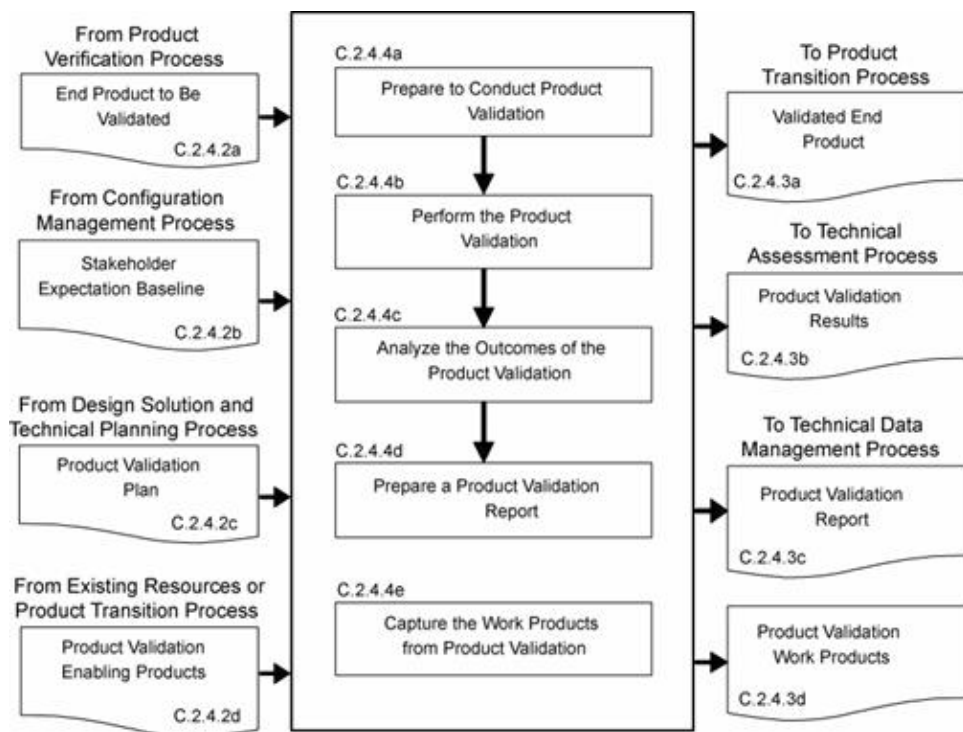 From Product
Verification Process
End Product to Be
Validated
C.2.4.2a
From Configuration
Management Process
Stakeholder
Expectation Baseline
C.2.4.2b
From Design Solution and
Technical Planning Process
Product Validation
Plan
C.2.4.2c
From Existing Resources or
Product Transition Process
Product Validation
Enabling Products
C.2.4.2d
C.2.4.4a
Prepare to Conduct Product
Validation
C.2.4.4b
Perform the Product
Validation
C.2.4.4c
Analyze the Outcomes of the
Product Validation
C.2.4.4d
Prepare a Product Validation
Report
C.2.4.4e
Capture the Work Products
from Product Validation
To Product
Transition Process
Validated End
Product
C.2.4.3a
To Technical
Assessment Process
Product Validation
Results
C.2.4.3b
To Technical Data
Management Process
Product Validation
Report
C.2.4.3c
Product Validation
Work Products
C.2.4.3d